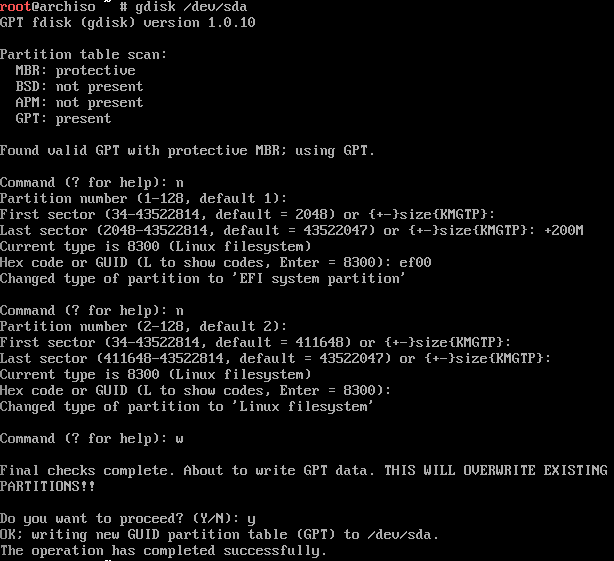 root@archiso ~ # gdisk /dev/sda
GPT fdisk (gdisk) version 1.0.10
Partition table scan:
MBR: protective
BSD: not present
APM: not present
GPT: present
Found valid GPT with protective MBR; using GPT.
Command (? for help): n
Partition number (1-128, default 1):
First sector (34-43522814, default = 2048) or {+-}size{KMGTP}:
Last sector (2048-43522814, default = 43522047) or {+-}size{KMGTP}: +200M
Current type is 8300 (Linux filesystem)
Hex code or GUID (L to show codes, Enter = 8300): ef00
Changed type of partition to 'EFI system partition'
Command (? for help): n
Partition number (2-128, default 2):
First sector (34-43522814, default = 411648) or {+-}size{KMGTP}:
Last sector (411648-43522814, default = 43522047) or {+-}size{KMGTP}:
Current type is 8300 (Linux filesystem)
Hex code or GUID (L to show codes, Enter = 8300):
Changed type of partition to 'Linux filesystem'
Command (? for help): w
Final checks complete. About to write GPT data. THIS WILL OVERWRITE EXISTING
PARTITIONS!!
Do you want to proceed? (Y/N): y
OK; writing new GUID partition table (GPT) to /dev/sda.
The operation has completed successfully.